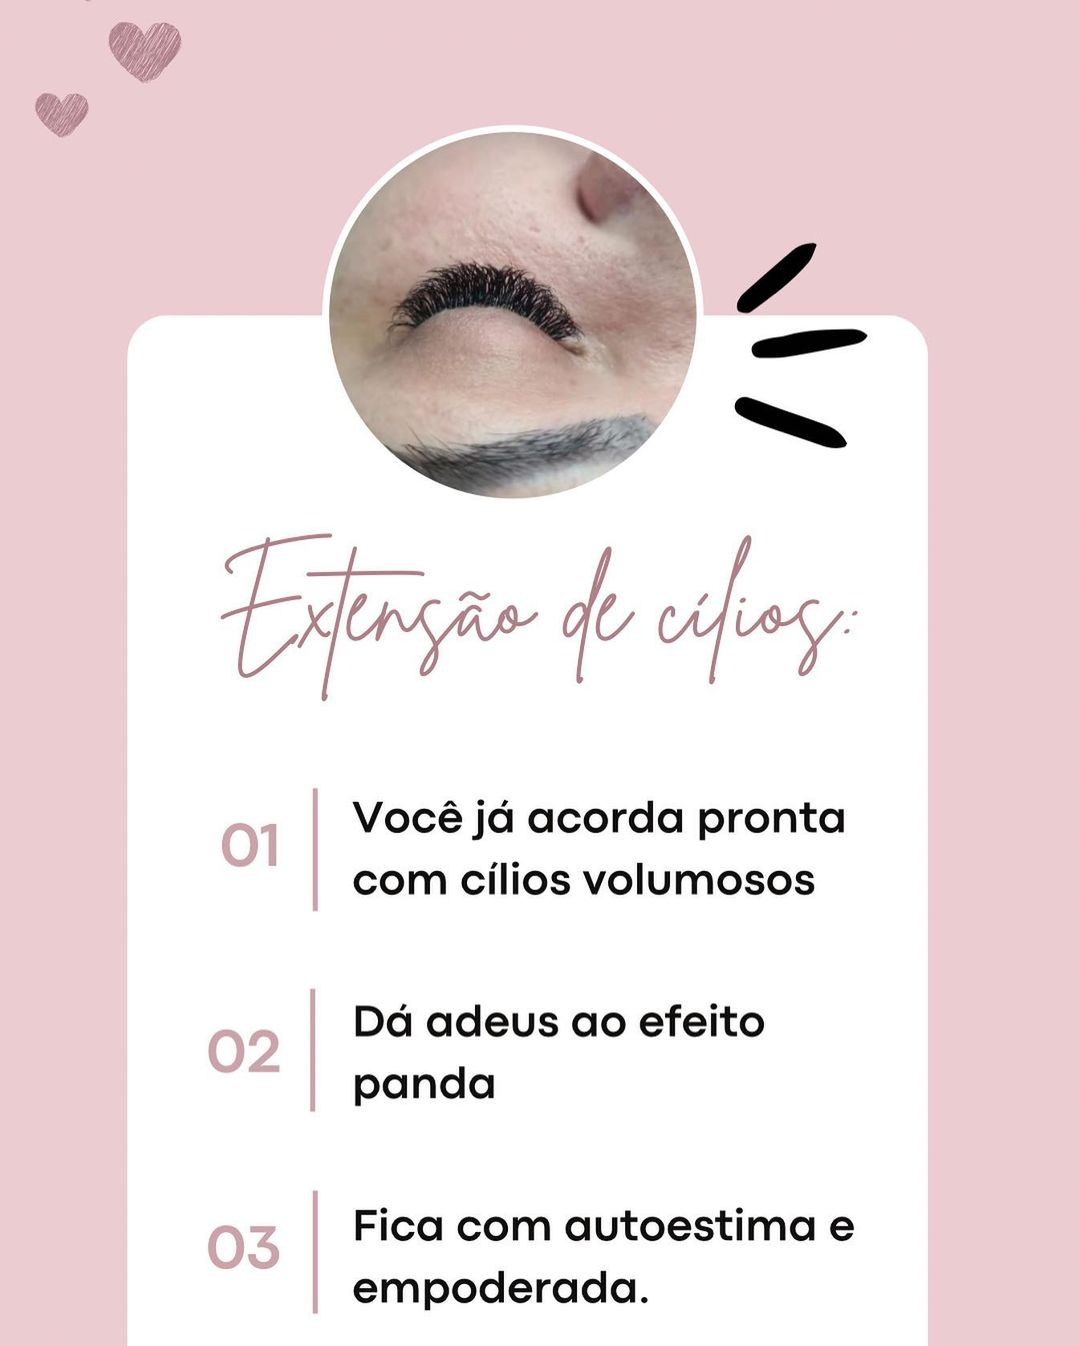 Extensão de cílios:
01
Você já acorda pronta
com cílios volumosos
02
Dá adeus ao efeito
panda
03
Fica com autoestima e
empoderada.